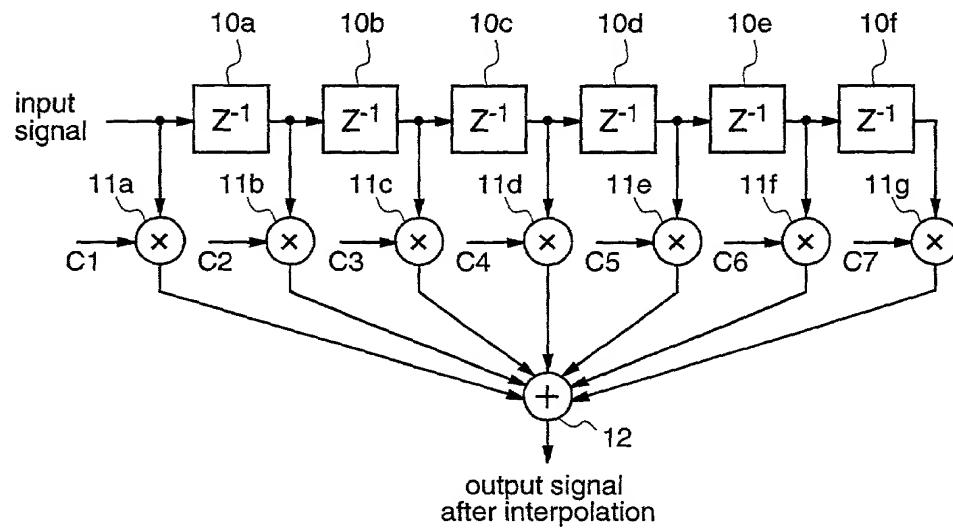 10a 10b 10c 10d 10e 10f
input
signal
Z⁻¹ Z⁻¹ Z⁻¹ Z⁻¹ Z⁻¹ Z⁻¹
11a 11b 11c 11d 11e 11f 11g
× × × × × × ×
C1 C2 C3 C4 C5 C6 C7
+
12
output signal
after interpolation